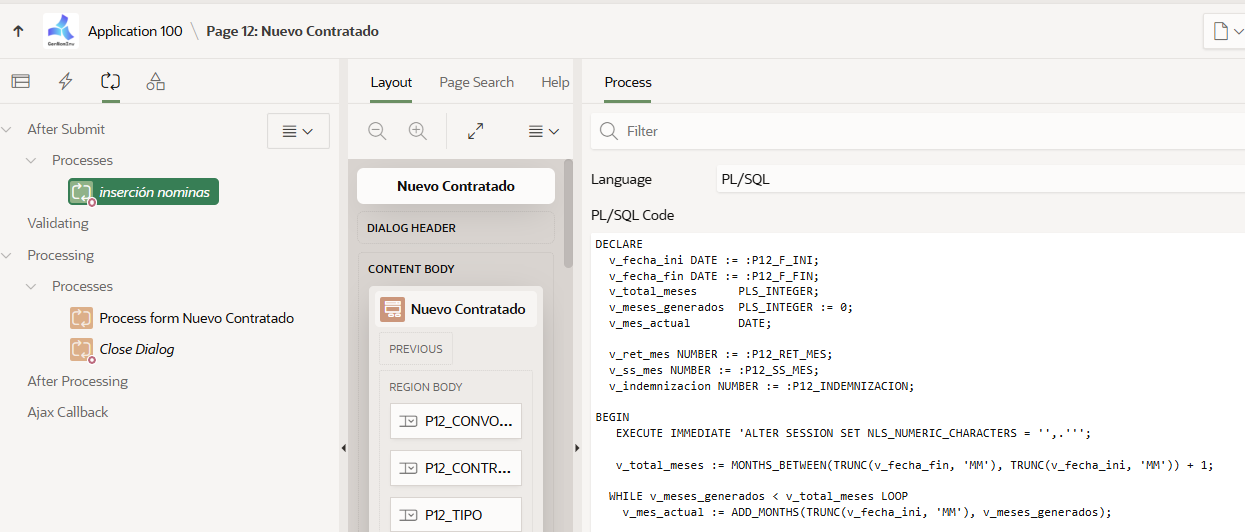 Application 100 \ Page 12: Nuevo Contratado
GenNomInv
Layout Page Search Help
Process
After Submit
Processes
inserción nominas
Validating
Processing
Processes
Process form Nuevo Contratado
Close Dialog
After Processing
Ajax Callback
Nuevo Contratado
DIALOG HEADER
CONTENT BODY
Nuevo Contratado
PREVIOUS
REGION BODY
P12_CONVO...
P12_CONTR...
P12_TIPO
Filter
Language PL/SQL
PL/SQL Code
DECLARE
v_fecha_ini DATE := :P12_F_INI;
v_fecha_fin DATE := :P12_F_FIN;
v_total_meses PLS_INTEGER;
v_meses_generados PLS_INTEGER := 0;
v_mes_actual DATE;
v_ret_mes NUMBER := :P12_RET_MES;
v_ss_mes NUMBER := :P12_SS_MES;
v_indemnizacion NUMBER := :P12_INDEMNIZACION;
BEGIN
EXECUTE IMMEDIATE 'ALTER SESSION SET NLS_NUMERIC_CHARACTERS = '',.''';
v_total_meses := MONTHS_BETWEEN(TRUNC(v_fecha_fin, 'MM'), TRUNC(v_fecha_ini, 'MM')) + 1;
WHILE v_meses_generados < v_total_meses LOOP
v_mes_actual := ADD_MONTHS(TRUNC(v_fecha_ini, 'MM'), v_meses_generados);